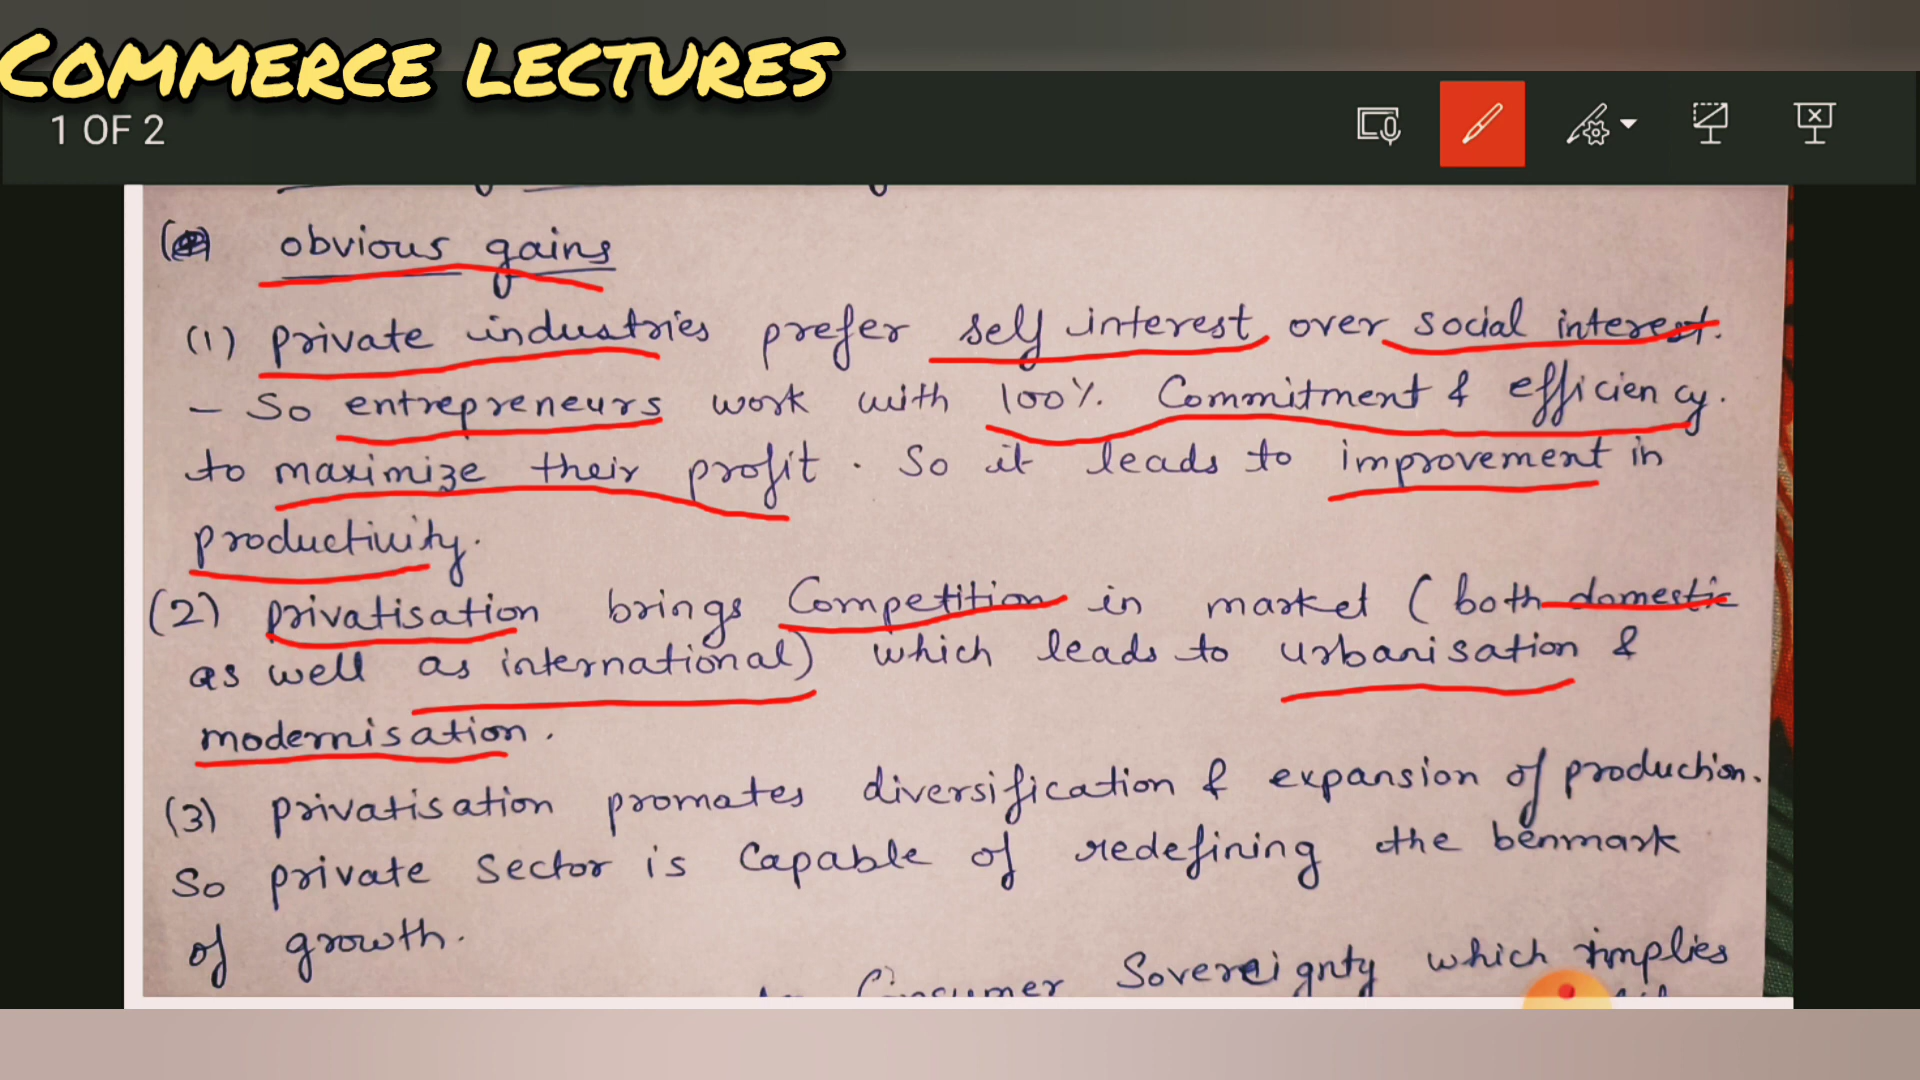 COMMERCE LECTURES
1 OF 2
obvious gains
(1) private industries prefer self interest over social interest.
- So entrepreneurs work with 100% Commitment & efficiency.
to maximize their profit. So it leads to improvement in
productivity.
(2) privatisation brings Competition in market (both domestic
as well as international) which leads to urbanisation &
modernisation.
(3) privatisation promates diversification & expansion of production.
So private sector is capable of redefining the benmark
of growth.
Consumer Sovereignty which implies